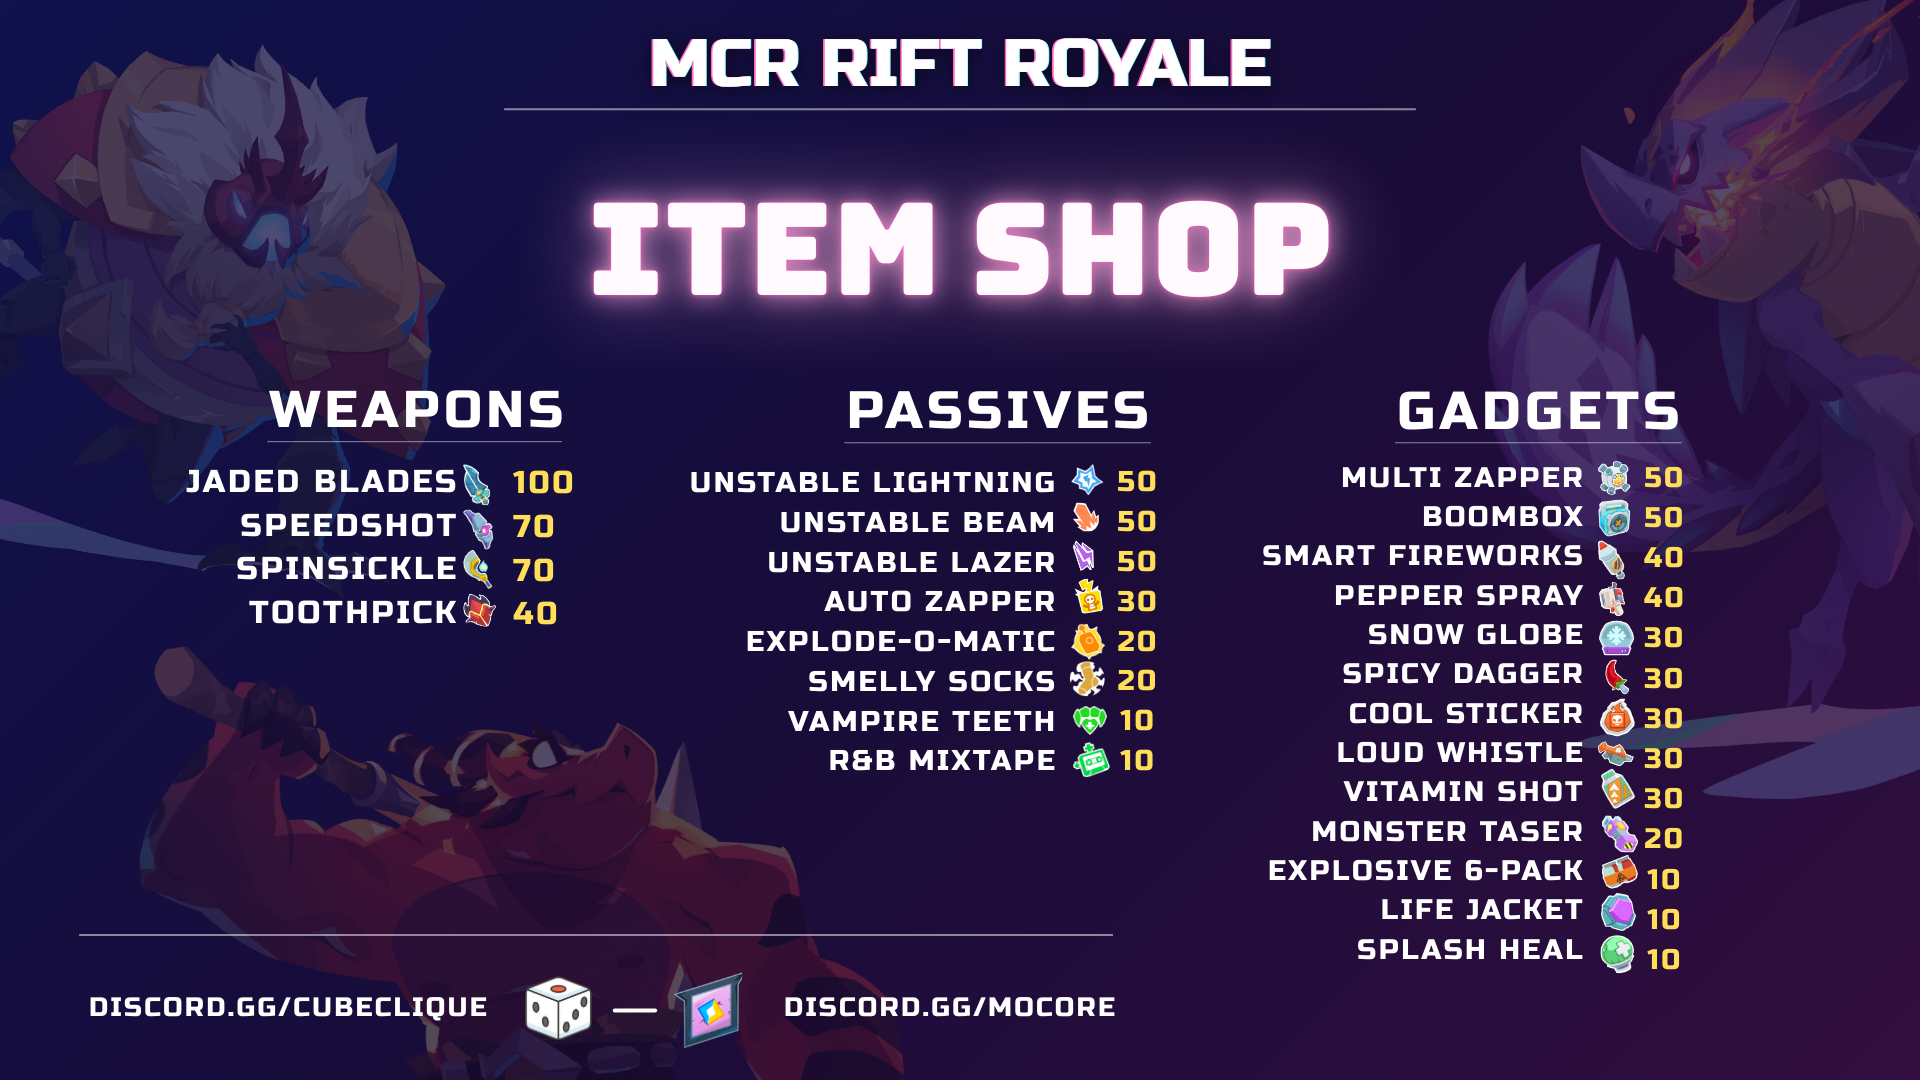 MCR RIFT ROYALE
ITEM SHOP
WEAPONS
JADED BLADES 100
SPEEDSHOT 70
SPINSICKLE 70
TOOTHPICK 40
PASSIVES
UNSTABLE LIGHTNING 50
UNSTABLE BEAM 50
UNSTABLE LAZER 50
AUTO ZAPPER 30
EXPLODE-O-MATIC 20
SMELLY SOCKS 20
VAMPIRE TEETH 10
R&B MIXTAPE 10
GADGETS
MULTI ZAPPER 50
BOOMBOX 50
SMART FIREWORKS 40
PEPPER SPRAY 40
SNOW GLOBE 30
SPICY DAGGER 30
COOL STICKER 30
LOUD WHISTLE 30
VITAMIN SHOT 30
MONSTER TASER 20
EXPLOSIVE 6-PACK 10
LIFE JACKET 10
SPLASH HEAL 10
DISCORD.GG/CUBECLIQUE — DISCORD.GG/MOCORE